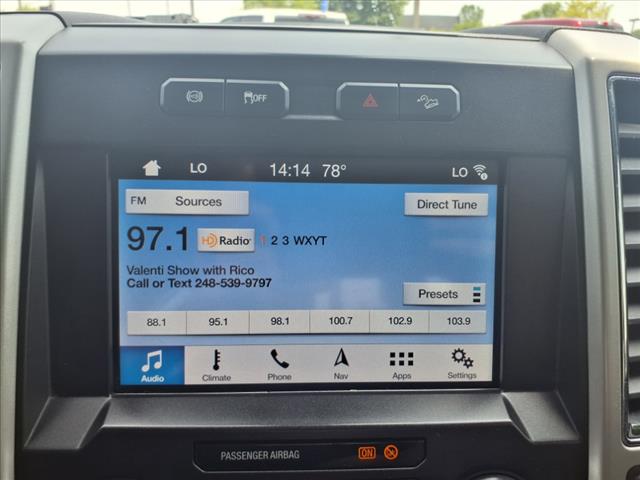 OFF
LO 14:14 78° LO
FM Sources Direct Tune
97.1 HD Radio 1 2 3 WXYT
Valenti Show with Rico
Call or Text 248-539-9797
Presets
88.1 95.1 98.1 100.7 102.9 103.9
Audio Climate Phone Nav Apps Settings
PASSENGER AIRBAG ON